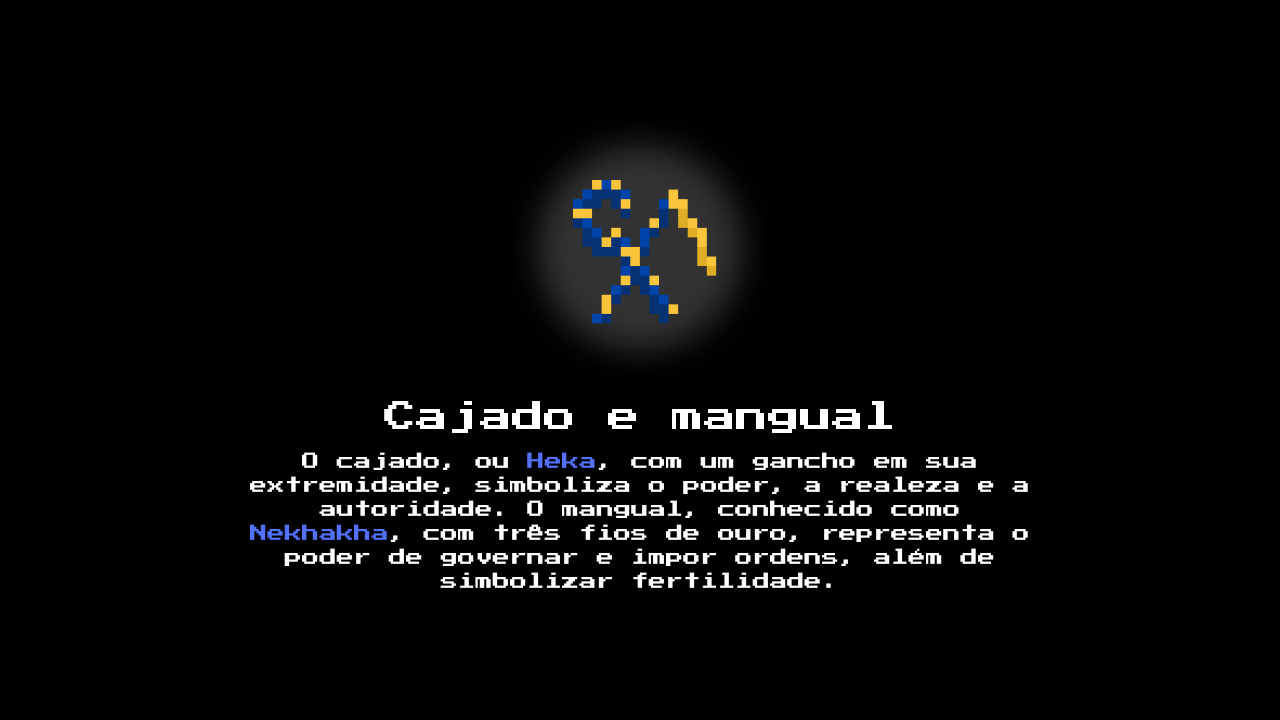 Cajado e mangual
O cajado, ou Heka, com um gancho em sua
extremidade, simboliza o poder, a realeza e a
autoridade. O mangual, conhecido como
Nekhakha, com três fios de ouro, representa o
poder de governar e impor ordens, além de
simbolizar fertilidade.